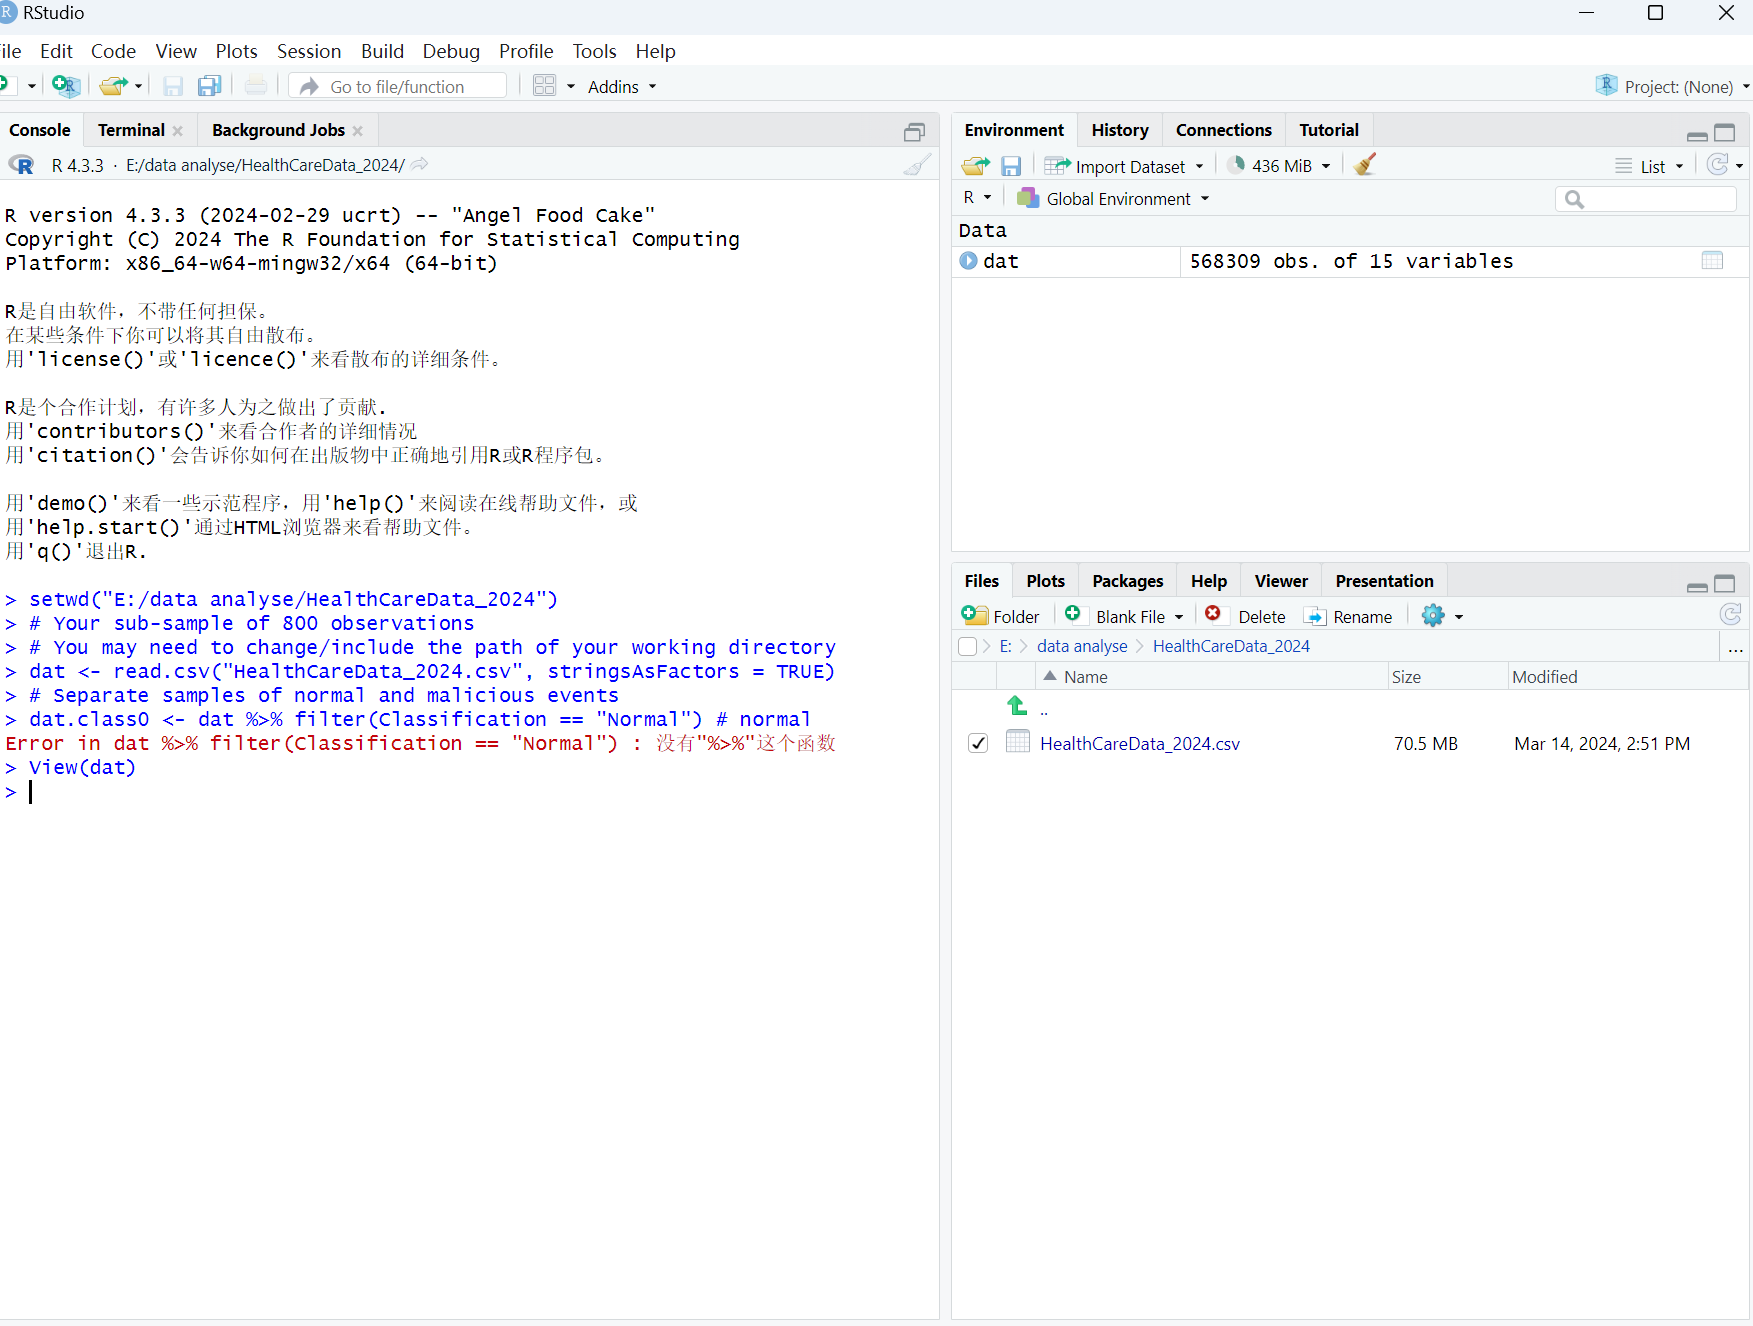 RStudio
File Edit Code View Plots Session Build Debug Profile Tools Help
Go to file/function Addins Project: (None)
Console Terminal Background Jobs
R 4.3.3 · E:/data analyse/HealthCareData_2024/
R version 4.3.3 (2024-02-29 ucrt) -- "Angel Food Cake"
Copyright (C) 2024 The R Foundation for Statistical Computing
Platform: x86_64-w64-mingw32/x64 (64-bit)
R是自由软件，不带任何担保。
在某些条件下你可以将其自由散布。
用'license()'或'licence()'来看散布的详细条件。
R是个合作计划，有许多人为之做出了贡献.
用'contributors()'来看合作者的详细情况
用'citation()'会告诉你如何在出版物中正确地引用R或R程序包。
用'demo()'来看一些示范程序，用'help()'来阅读在线帮助文件，或
用'help.start()'通过HTML浏览器来看帮助文件。
用'q()'退出R.
> setwd("E:/data analyse/HealthCareData_2024")
> # Your sub-sample of 800 observations
> # You may need to change/include the path of your working directory
> dat <- read.csv("HealthCareData_2024.csv", stringsAsFactors = TRUE)
> # Separate samples of normal and malicious events
> dat.class0 <- dat %>% filter(Classification == "Normal") # normal
Error in dat %>% filter(Classification == "Normal") : 没有"%>%"这个函数
> View(dat)
>
Environment History Connections Tutorial
Import Dataset 436 MiB List
R Global Environment
Data
dat 568309 obs. of 15 variables
Files Plots Packages Help Viewer Presentation
Folder Blank File Delete Rename
E: data analyse HealthCareData_2024 ...
Name Size Modified
..
HealthCareData_2024.csv 70.5 MB Mar 14, 2024, 2:51 PM